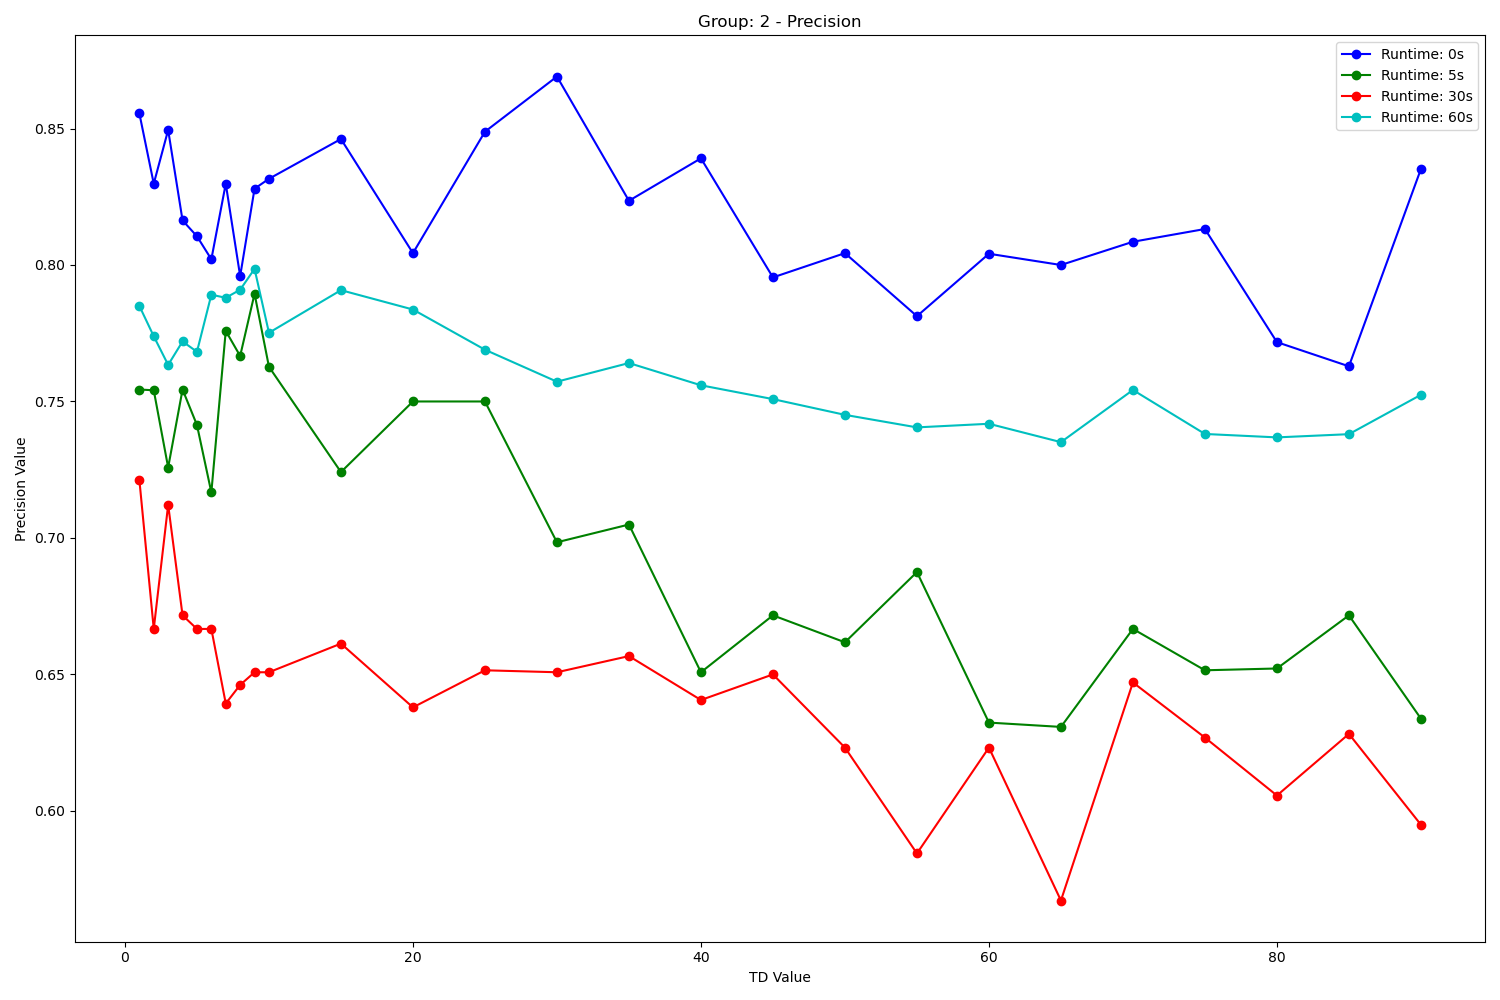 Group: 2 - Precision
Runtime: 0s
Runtime: 5s
Runtime: 30s
Runtime: 60s
Precision Value
0.85
0.80
0.75
0.70
0.65
0.60
0
20
40
60
80
TD Value